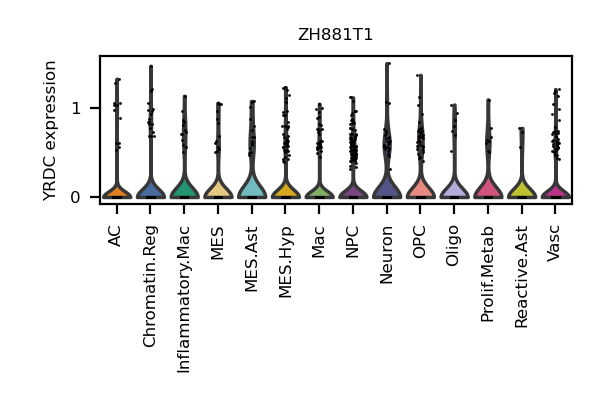 ZH881T1
YRDC expression
1
0
AC
Chromatin.Reg
Inflammatory.Mac
MES
MES.Ast
MES.Hyp
Mac
NPC
Neuron
OPC
Oligo
Prolif.Metab
Reactive.Ast
Vasc